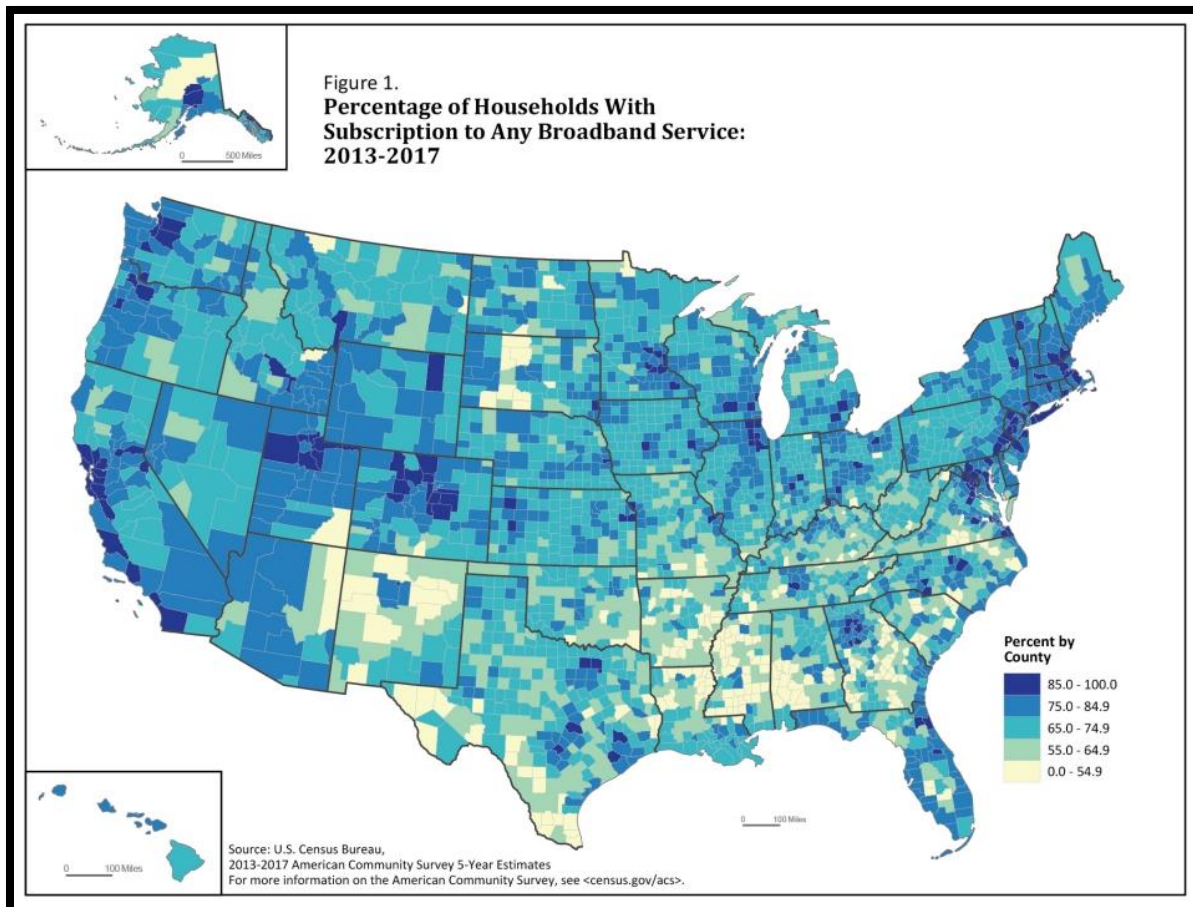 Figure 1.
Percentage of Households With
Subscription to Any Broadband Service:
2013-2017
0 500 Miles
Percent by
County
85.0 - 100.0
75.0 - 84.9
65.0 - 74.9
55.0 - 64.9
0.0 - 54.9
0 100 Miles
0 100 Miles
Source: U.S. Census Bureau,
2013-2017 American Community Survey 5-Year Estimates
For more information on the American Community Survey, see <census.gov/acs>.